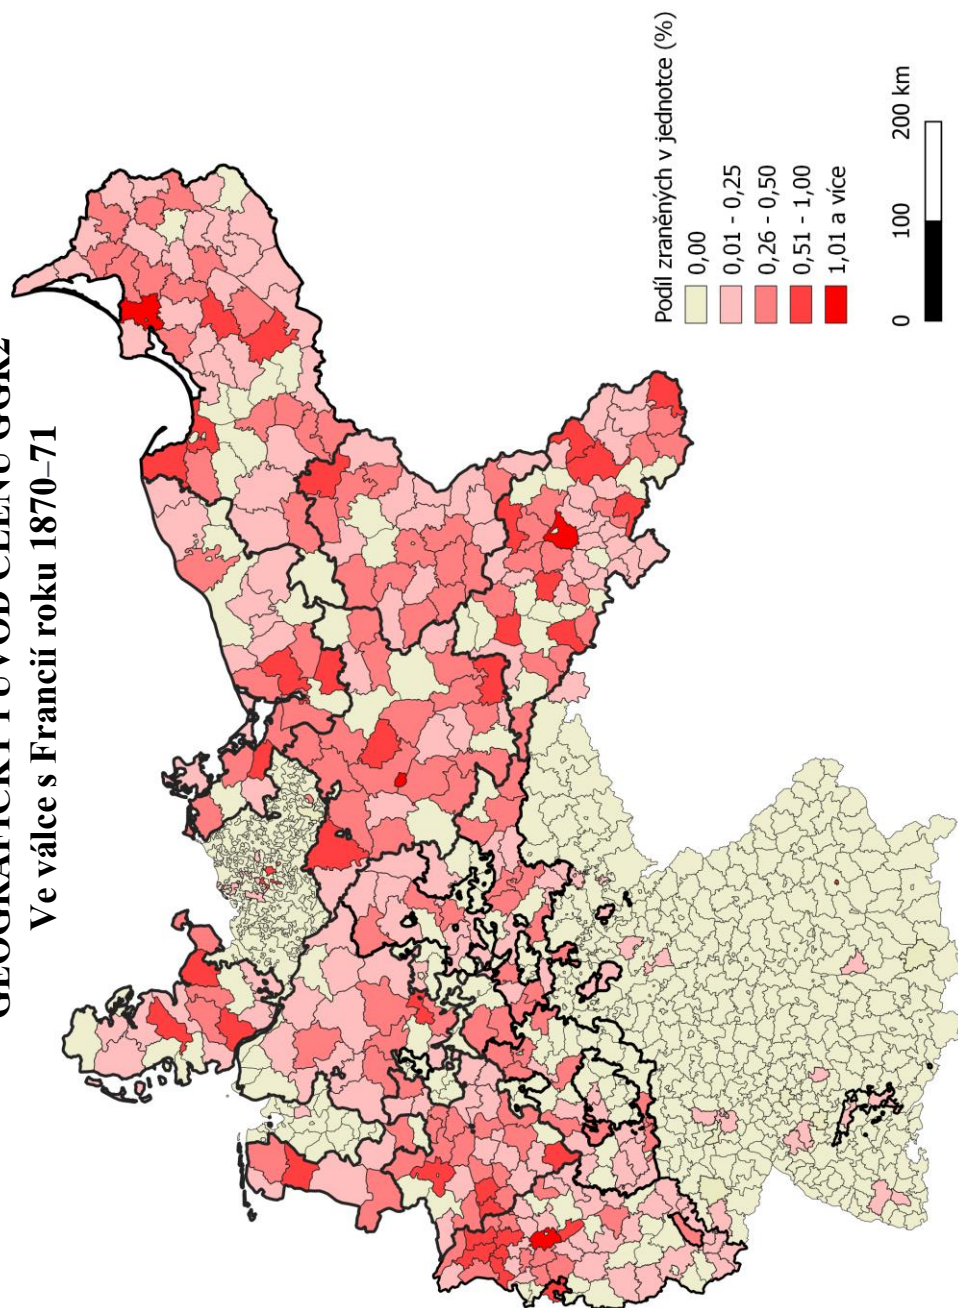 GEOGRAFICKÝ PŮVOD ČLENŮ GGR2
Ve válce s Francií roku 1870–71
Podíl zraněných v jednotce (%)
0,00
0,01 - 0,25
0,26 - 0,50
0,51 - 1,00
1,01 a více
0 100 200 km